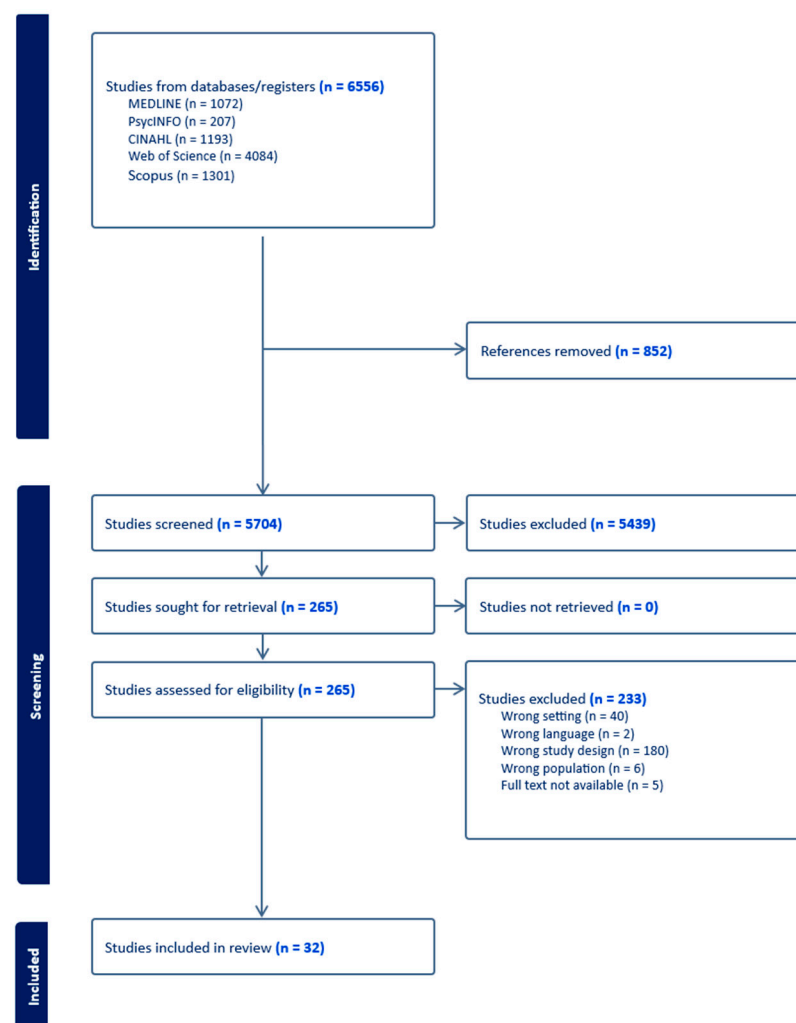 Identification
Studies from databases/registers (n = 6556)
MEDLINE (n = 1072)
PsycINFO (n = 207)
CINAHL (n = 1193)
Web of Science (n = 4084)
Scopus (n = 1301)
References removed (n = 852)
Screening
Studies screened (n = 5704)
Studies excluded (n = 5439)
Studies sought for retrieval (n = 265)
Studies not retrieved (n = 0)
Studies assessed for eligibility (n = 265)
Studies excluded (n = 233)
Wrong setting (n = 40)
Wrong language (n = 2)
Wrong study design (n = 180)
Wrong population (n = 6)
Full text not available (n = 5)
Included
Studies included in review (n = 32)